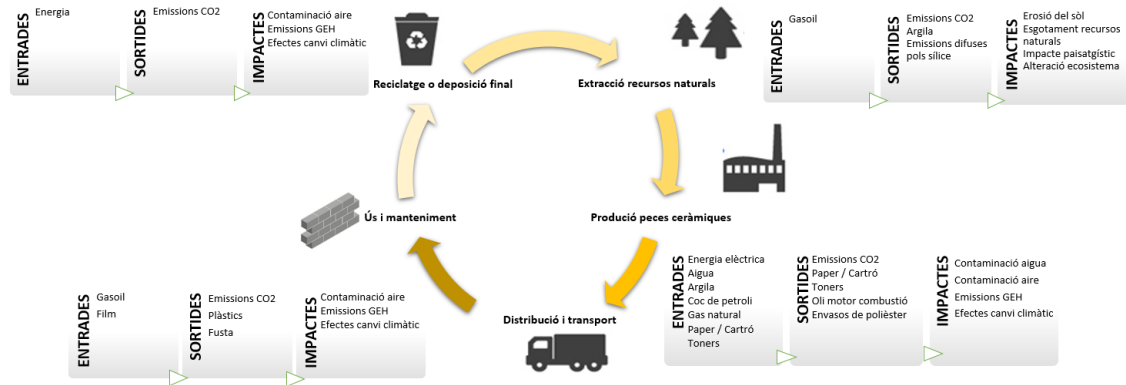 ENTRADES
Energia
SORTIDES
Emissions CO2
IMPACTES
Contaminació aire
Emissions GEH
Efectes canvi climàtic
Reciclatge o deposició final
Extracció recursos naturals
ENTRADES
Gasoil
SORTIDES
Emissions CO2
Argila
Emissions difuses
pols sílice
IMPACTES
Erosió del sòl
Esgotament recursos
naturals
Impacte paisatgístic
Alteració ecosistema
Ús i manteniment
Produció peces ceràmiques
Distribució i transport
ENTRADES
Gasoil
Film
SORTIDES
Emissions CO2
Plàstics
Fusta
IMPACTES
Contaminació aire
Emissions GEH
Efectes canvi climàtic
ENTRADES
Energia elèctrica
Aigua
Argila
Coc de petroli
Gas natural
Paper / Cartró
Toners
SORTIDES
Emissions CO2
Paper / Cartró
Toners
Oli motor combustió
Envasos de polièster
IMPACTES
Contaminació aigua
Contaminació aire
Emissions GEH
Efectes canvi climàtic